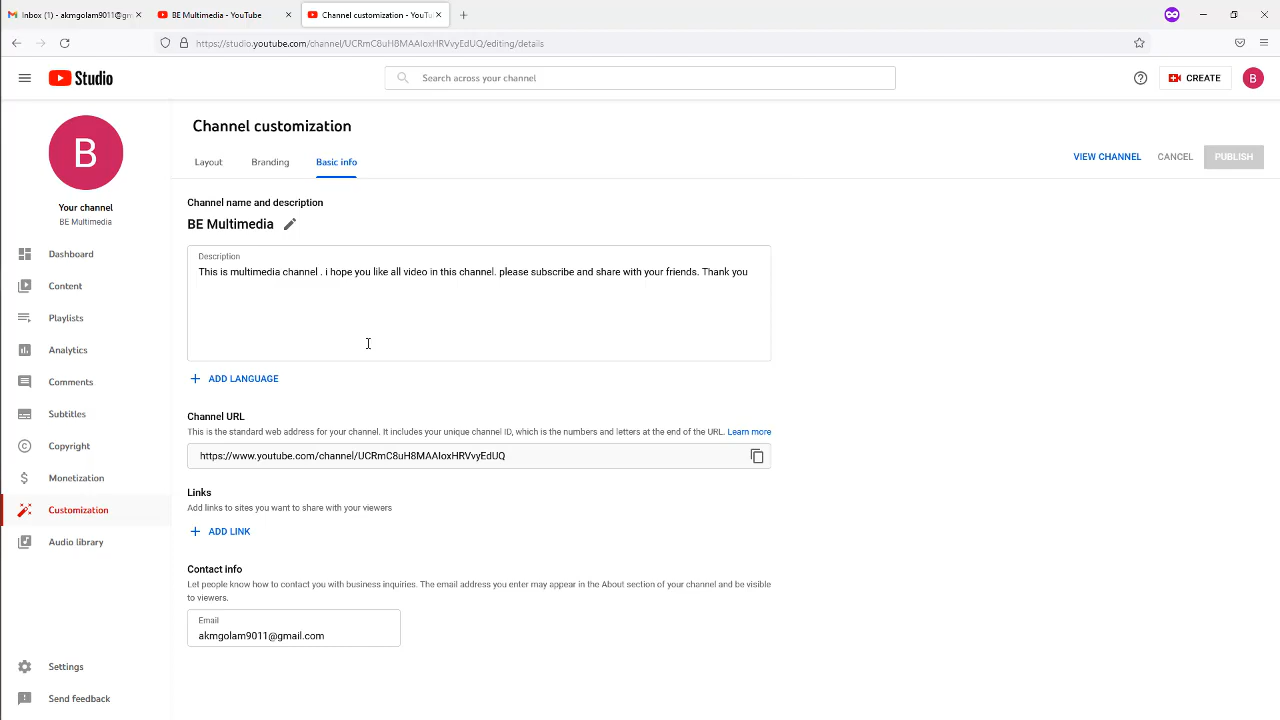 Inbox (1) - akmgolam9011@gm
BE Multimedia - YouTube
Channel customization - YouTu
https://studio.youtube.com/channel/UCRmC8uH8MAAIoxHRVvyEdUQ/editing/details
Studio
Search across your channel
CREATE
B
B
Your channel
BE Multimedia
Dashboard
Content
Playlists
Analytics
Comments
Subtitles
Copyright
Monetization
Customization
Audio library
Settings
Send feedback
Channel customization
Layout
Branding
Basic info
VIEW CHANNEL
CANCEL
PUBLISH
Channel name and description
BE Multimedia
Description
This is multimedia channel . i hope you like all video in this channel. please subscribe and share with your friends. Thank you
ADD LANGUAGE
Channel URL
This is the standard web address for your channel. It includes your unique channel ID, which is the numbers and letters at the end of the URL. Learn more
https://www.youtube.com/channel/UCRmC8uH8MAAIoxHRVvyEdUQ
Links
Add links to sites you want to share with your viewers
ADD LINK
Contact info
Let people know how to contact you with business inquiries. The email address you enter may appear in the About section of your channel and be visible
to viewers.
Email
akmgolam9011@gmail.com